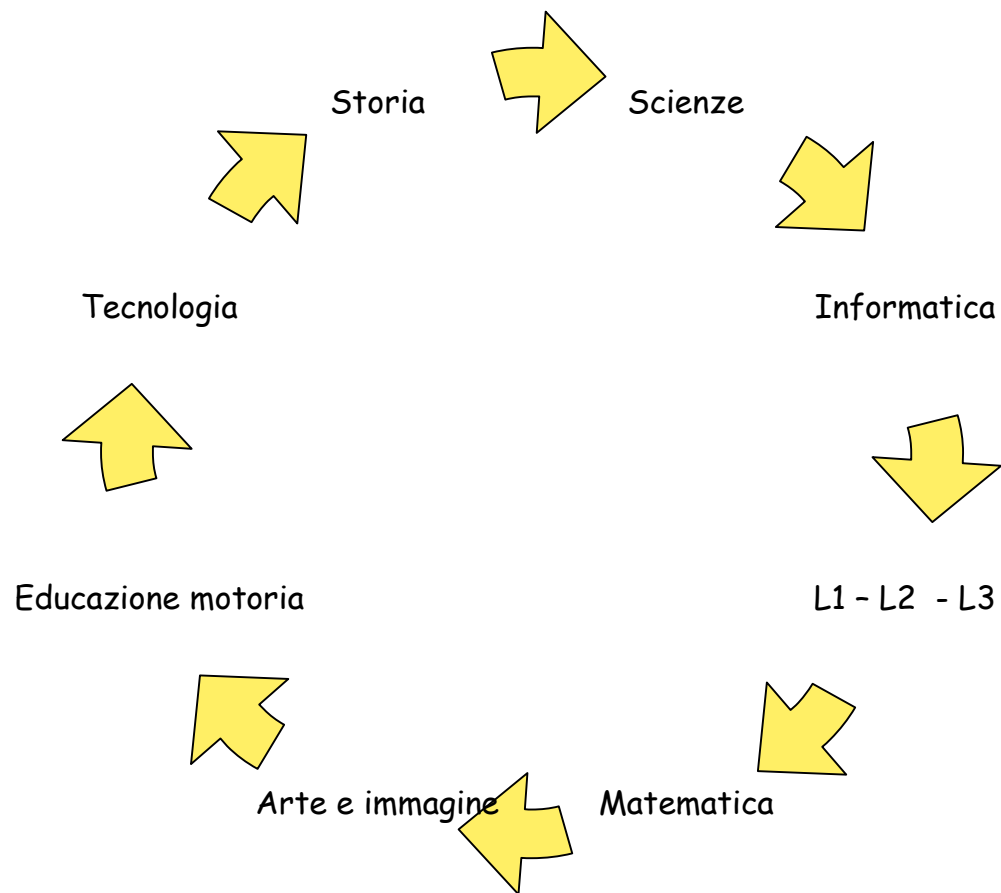 Storia
Scienze
Informatica
L1 – L2 - L3
Matematica
Arte e immagine
Educazione motoria
Tecnologia